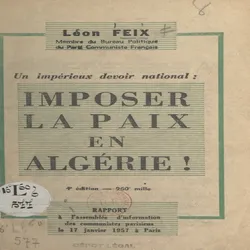 Léon FEIX
Membre du Bureau Politique
du Parti Communiste Français
Un impérieux devoir national :
IMPOSER
LA PAIX
EN
ALGÉRIE !
4e édition — 200e mille
RAPPORT
à l'assemblée d'information
des communistes parisiens
le 17 janvier 1957 à Paris